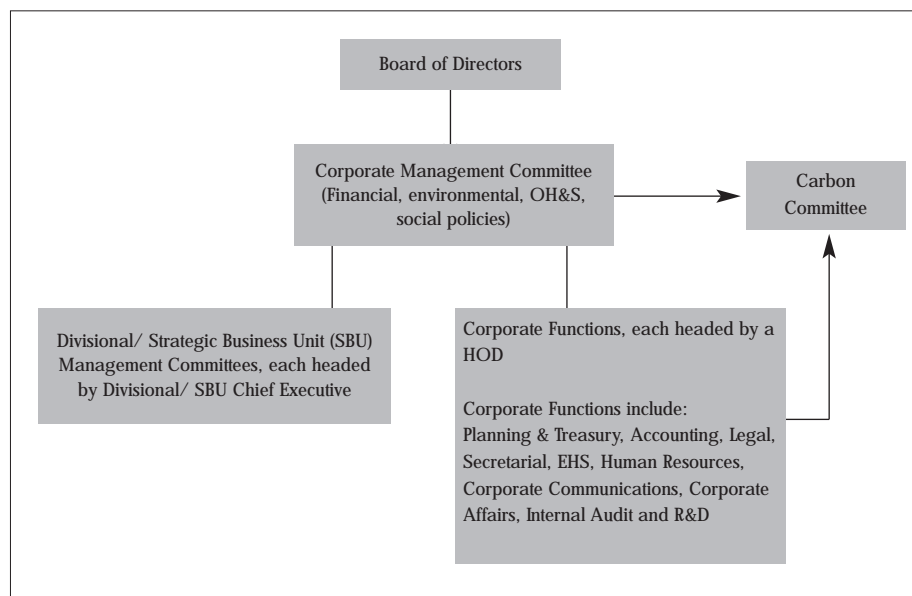 Board of Directors
Corporate Management Committee
(Financial, environmental, OH&S,
social policies)
Carbon
Committee
Divisional/ Strategic Business Unit (SBU)
Management Committees, each headed
by Divisional/ SBU Chief Executive
Corporate Functions, each headed by a
HOD
Corporate Functions include:
Planning & Treasury, Accounting, Legal,
Secretarial, EHS, Human Resources,
Corporate Communications, Corporate
Affairs, Internal Audit and R&D